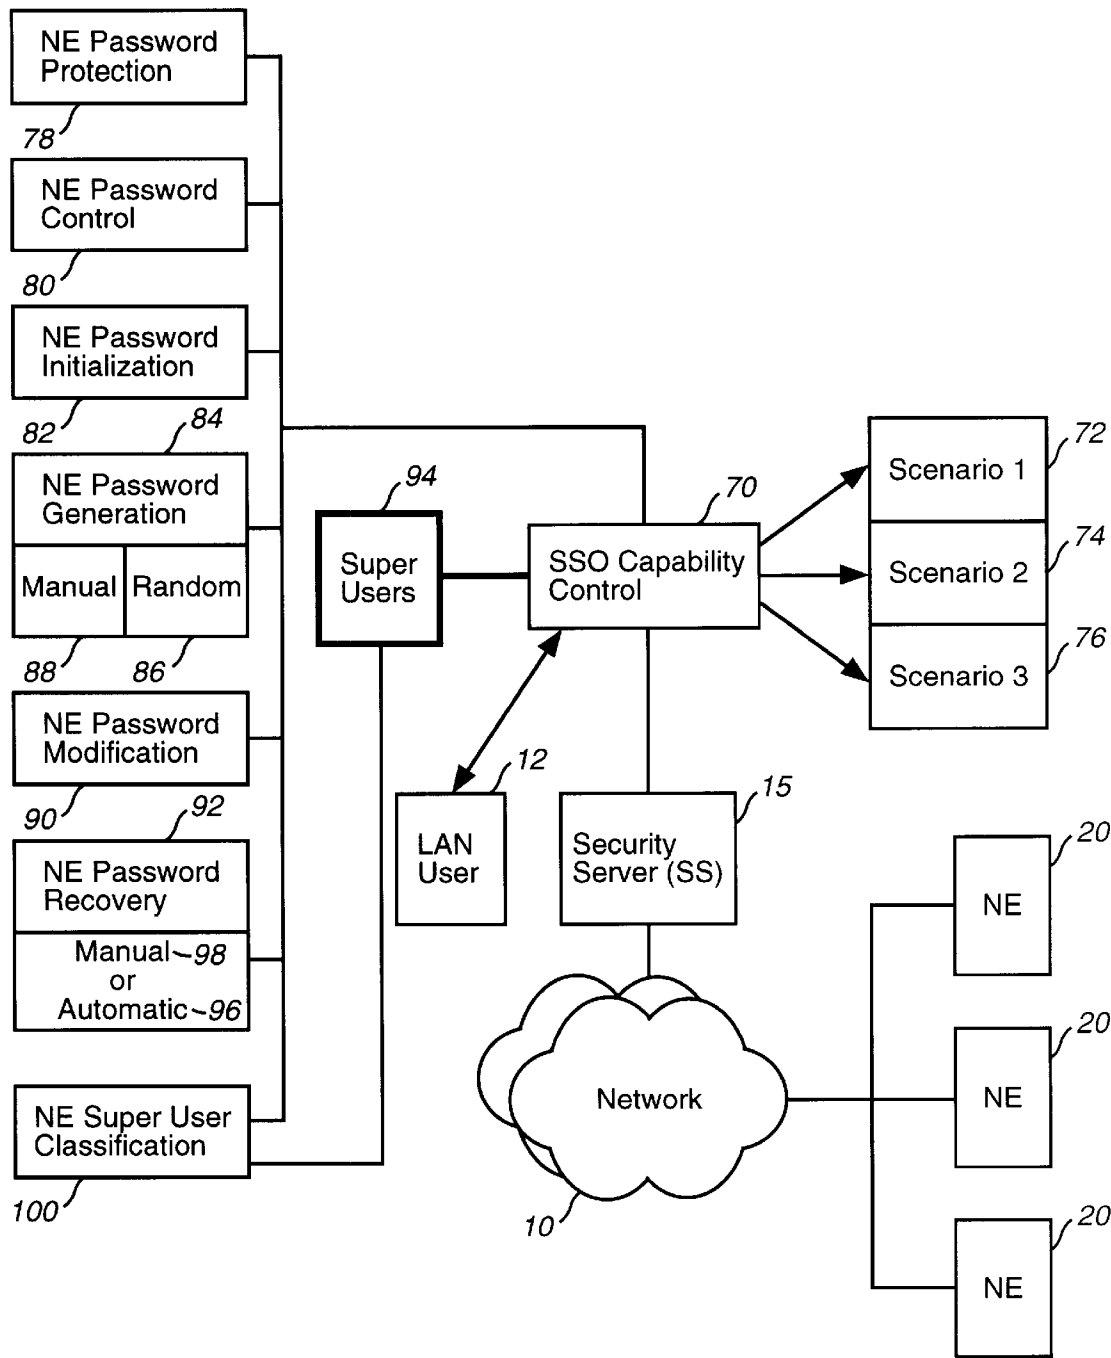 NE Password
Protection
78
NE Password
Control
80
NE Password
Initialization
82
84
NE Password
Generation
Manual
Random
88
86
NE Password
Modification
90
92
NE Password
Recovery
Manual 98
or
Automatic 96
NE Super User
Classification
100
94
Super
Users
70
SSO Capability
Control
Scenario 1
72
Scenario 2
74
Scenario 3
76
12
LAN
User
15
Security
Server (SS)
Network
10
20
NE
20
NE
20
NE